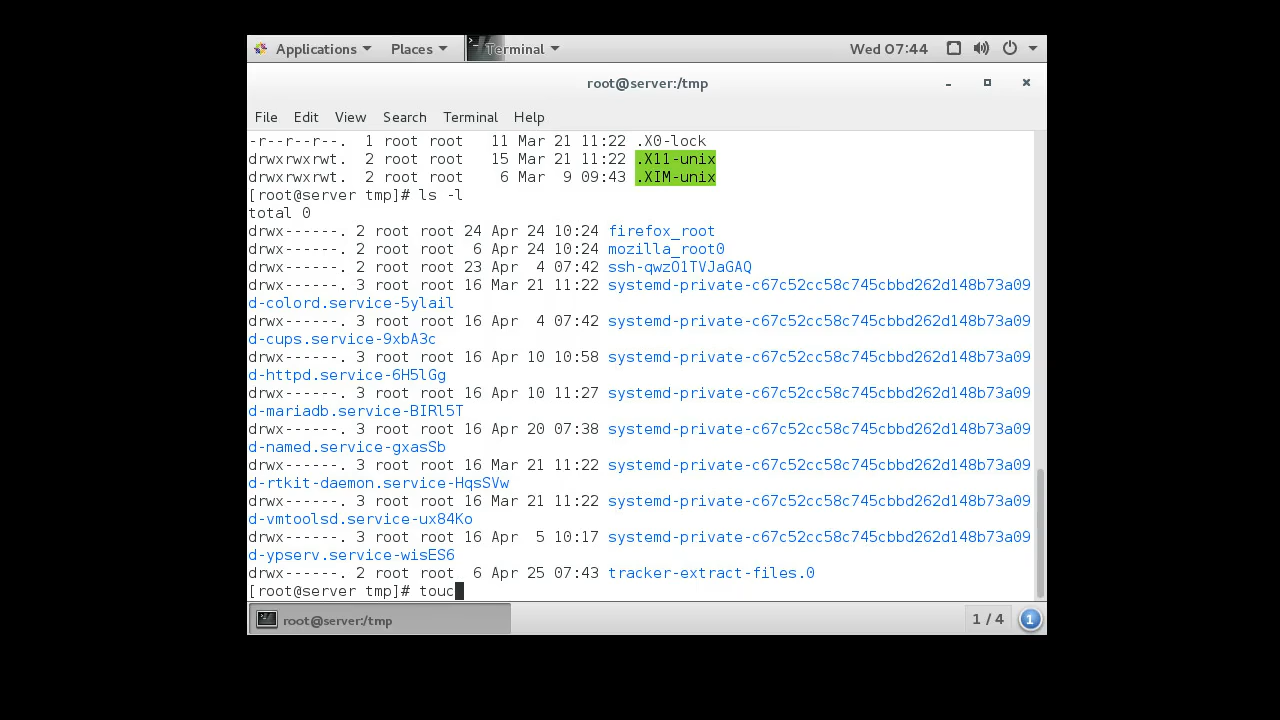 Applications Places Terminal Wed 07:44
root@server:/tmp
File Edit View Search Terminal Help
-r--r--r--. 1 root root 11 Mar 21 11:22 .X0-lock
drwxrwxrwt. 2 root root 15 Mar 21 11:22 .X11-unix
drwxrwxrwt. 2 root root 6 Mar 9 09:43 .XIM-unix
[root@server tmp]# ls -l
total 0
drwx------. 2 root root 24 Apr 24 10:24 firefox_root
drwx------. 2 root root 6 Apr 24 10:24 mozilla_root0
drwx------. 2 root root 23 Apr 4 07:42 ssh-qwzO1TVJaGAQ
drwx------. 3 root root 16 Mar 21 11:22 systemd-private-c67c52cc58c745cbbd262d148b73a09
d-colord.service-5ylail
drwx------. 3 root root 16 Apr 4 07:42 systemd-private-c67c52cc58c745cbbd262d148b73a09
d-cups.service-9xbA3c
drwx------. 3 root root 16 Apr 10 10:58 systemd-private-c67c52cc58c745cbbd262d148b73a09
d-httpd.service-6H5lGg
drwx------. 3 root root 16 Apr 10 11:27 systemd-private-c67c52cc58c745cbbd262d148b73a09
d-mariadb.service-BIRl5T
drwx------. 3 root root 16 Apr 20 07:38 systemd-private-c67c52cc58c745cbbd262d148b73a09
d-named.service-gxasSb
drwx------. 3 root root 16 Mar 21 11:22 systemd-private-c67c52cc58c745cbbd262d148b73a09
d-rtkit-daemon.service-HqsSVw
drwx------. 3 root root 16 Mar 21 11:22 systemd-private-c67c52cc58c745cbbd262d148b73a09
d-vmtoolsd.service-ux84Ko
drwx------. 3 root root 16 Apr 5 10:17 systemd-private-c67c52cc58c745cbbd262d148b73a09
d-ypserv.service-wisES6
drwx------. 2 root root 6 Apr 25 07:43 tracker-extract-files.0
[root@server tmp]# touc
root@server:/tmp 1 / 4 1